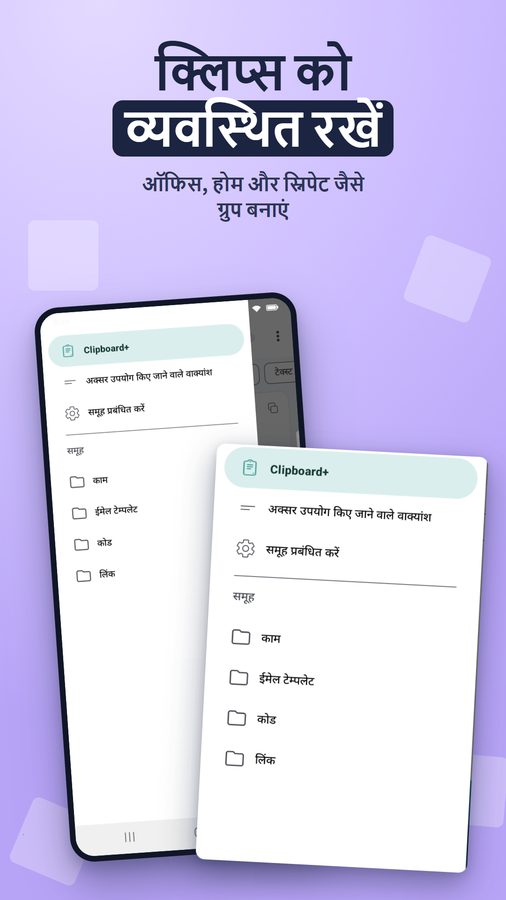 क्लिप्स को
व्यवस्थित रखें
ऑफिस, होम और स्निपेट जैसे
ग्रुप बनाएं
Clipboard+
अक्सर उपयोग किए जाने वाले वाक्यांश
समूह प्रबंधित करें
समूह
काम
ईमेल टेम्पलेट
कोड
लिंक
टेक्स्ट
Clipboard+
अक्सर उपयोग किए जाने वाले वाक्यांश
समूह प्रबंधित करें
समूह
काम
ईमेल टेम्पलेट
कोड
लिंक